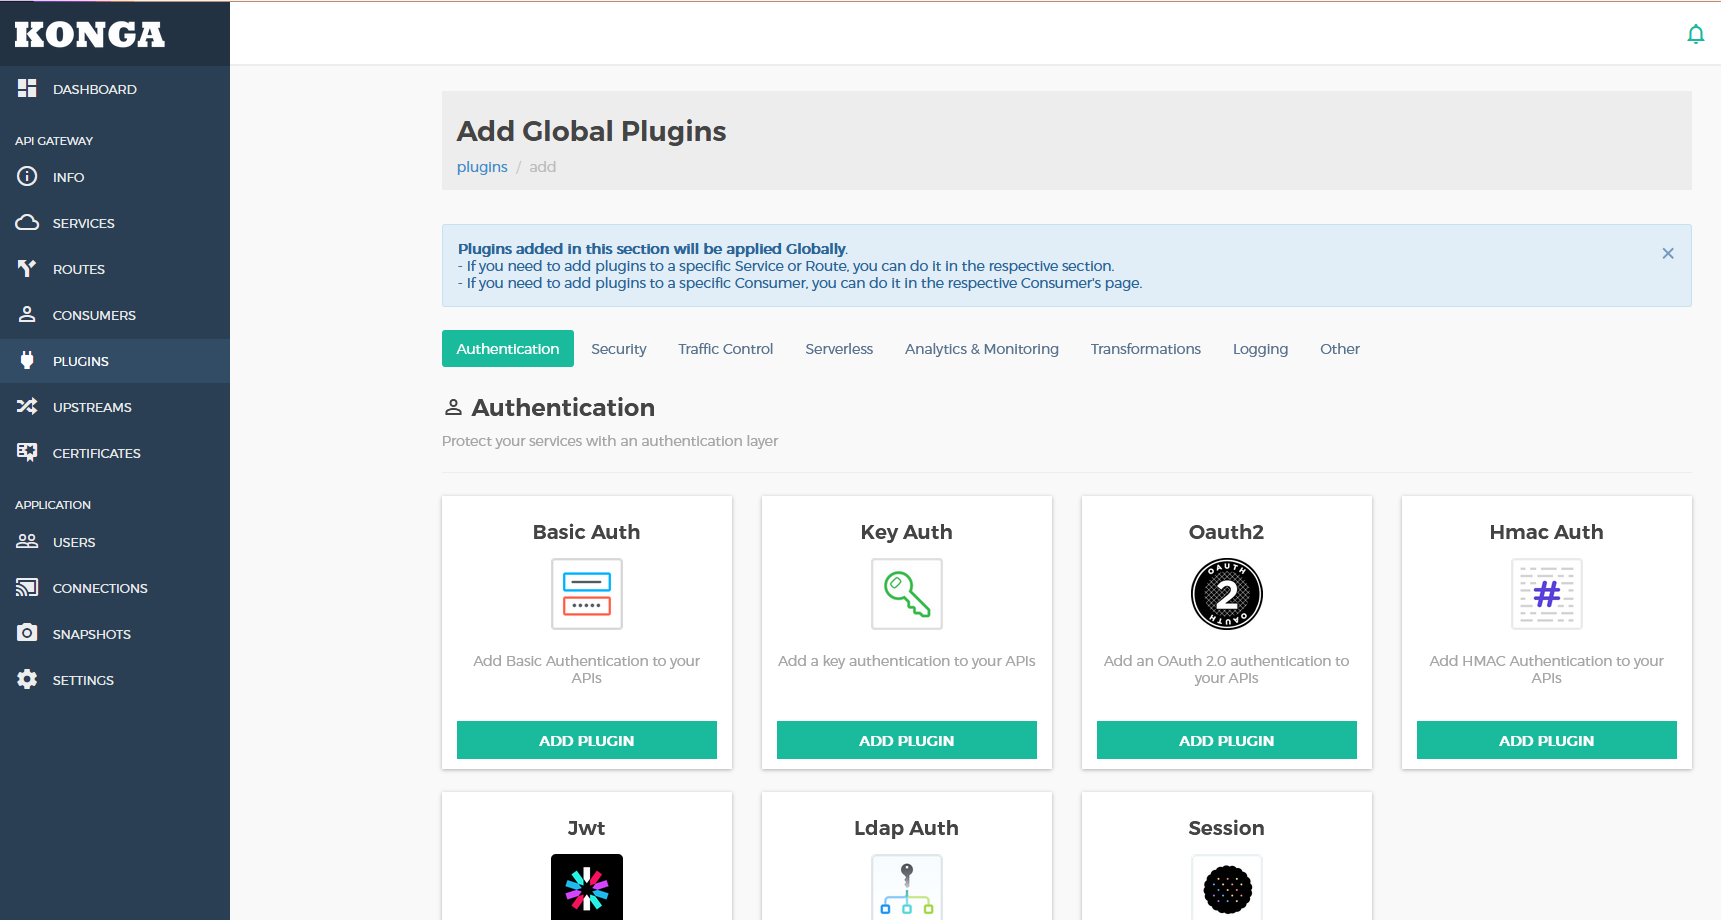 KONGA
DASHBOARD
API GATEWAY
INFO
SERVICES
ROUTES
CONSUMERS
PLUGINS
UPSTREAMS
CERTIFICATES
APPLICATION
USERS
CONNECTIONS
SNAPSHOTS
SETTINGS
Add Global Plugins
plugins / add
Plugins added in this section will be applied Globally.
- If you need to add plugins to a specific Service or Route, you can do it in the respective section.
- If you need to add plugins to a specific Consumer, you can do it in the respective Consumer's page.
Authentication Security Traffic Control Serverless Analytics & Monitoring Transformations Logging Other
Authentication
Protect your services with an authentication layer
Basic Auth
Add Basic Authentication to your
APIs
ADD PLUGIN
Key Auth
Add a key authentication to your APIs
ADD PLUGIN
Oauth2
OAUTH
2
OAUTH
Add an OAuth 2.0 authentication to
your APIs
ADD PLUGIN
Hmac Auth
#
Add HMAC Authentication to your
APIs
ADD PLUGIN
Jwt
Ldap Auth
Session